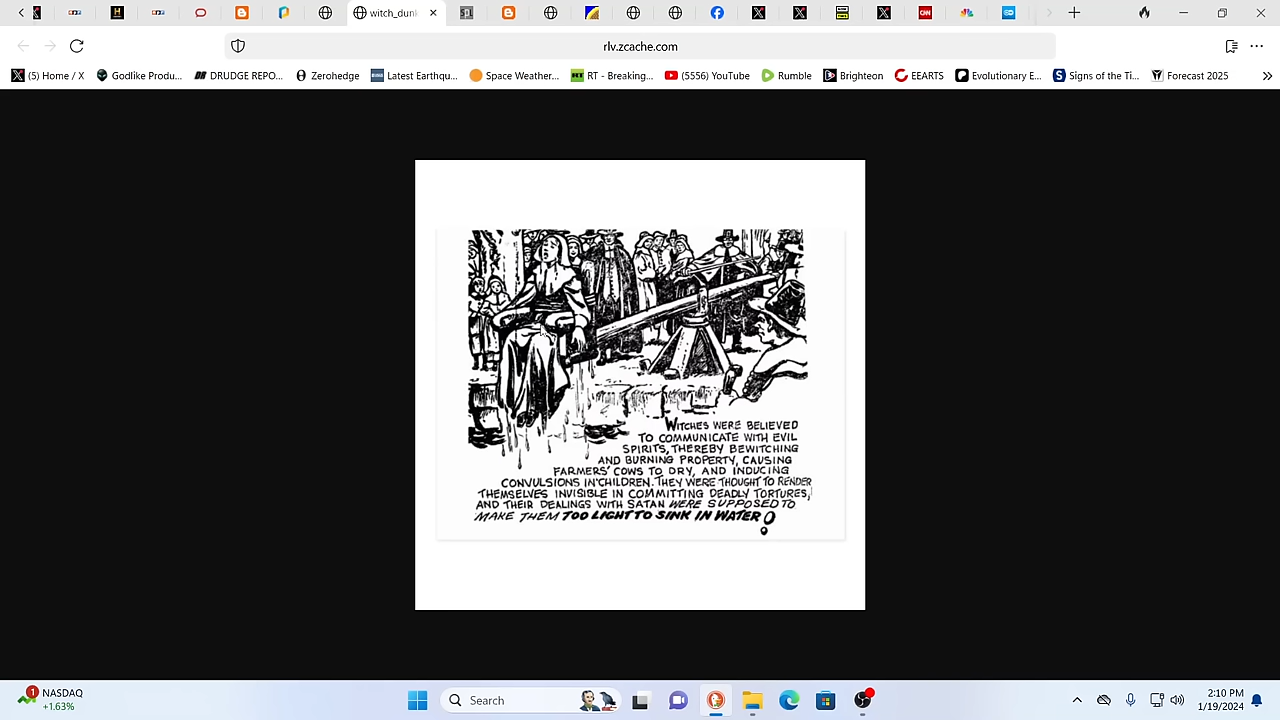 witch_dun
rlv.zcache.com
(5) Home / X
Godlike Produ...
DRUDGE REPO...
Zerohedge
Latest Earthqu...
Space Weather...
RT - Breaking...
(5556) YouTube
Rumble
Brighteon
EEARTS
Evolutionary E...
Signs of the Ti...
Forecast 2025
WITCHES WERE BELIEVED
TO COMMUNICATE WITH EVIL
SPIRITS, THEREBY BEWITCHING
AND BURNING PROPERTY, CAUSING
FARMERS' COWS TO DRY, AND INDUCING
CONVULSIONS IN CHILDREN. THEY WERE THOUGHT TO RENDER
THEMSELVES INVISIBLE IN COMMITTING DEADLY TORTURES,
AND THEIR DEALINGS WITH SATAN WERE SUPPOSED TO
MAKE THEM TOO LIGHT TO SINK IN WATER!
1
NASDAQ
+1.63%
Search
2:10 PM
1/19/2024